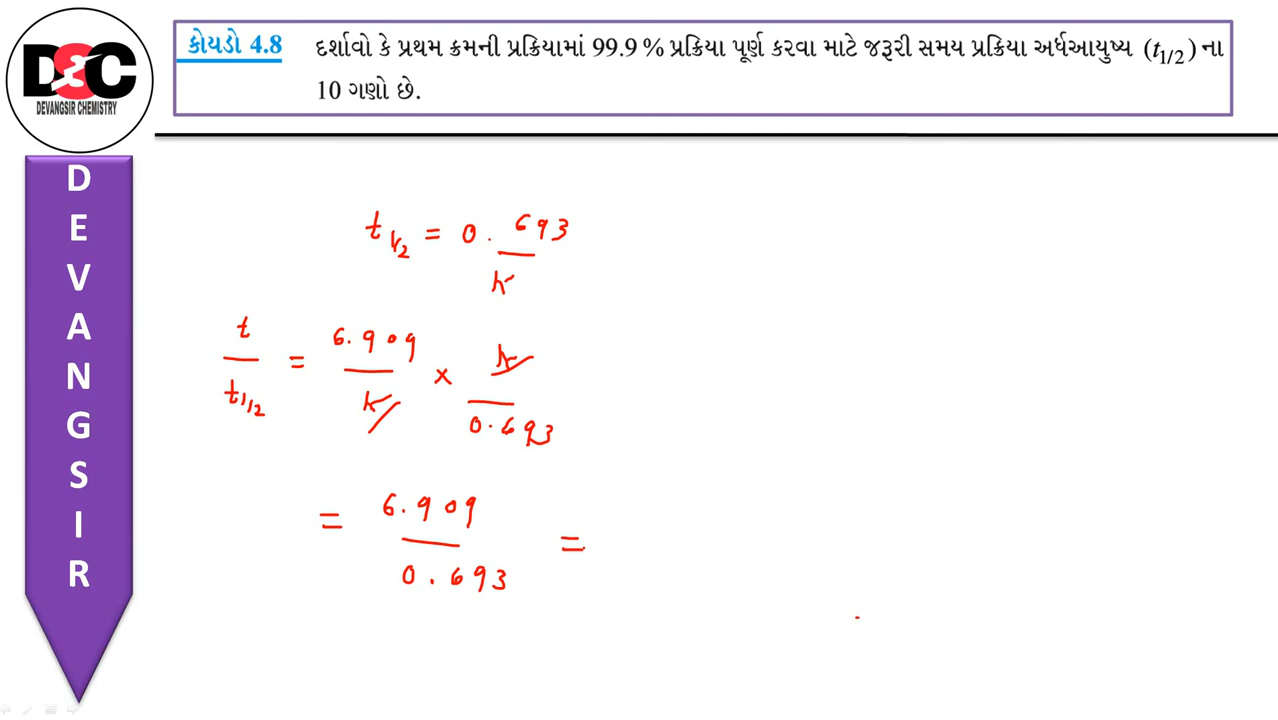 DEC
DEVANGSIR CHEMISTRY
કોયડો 4.8 દર્શાવો કે પ્રથમ ક્રમની પ્રક્રિયામાં 99.9 % પ્રક્રિયા પૂર્ણ કરવા માટે જરૂરી સમય પ્રક્રિયા અર્ધઆયુષ્ય (t1/2) ના
10 ગણો છે.
D
E
V
A
N
G
S
I
R
t1/2 = 0.693
k
t 6.909 k
= ×
t1/2 k 0.693
= 6.909 =
0.693